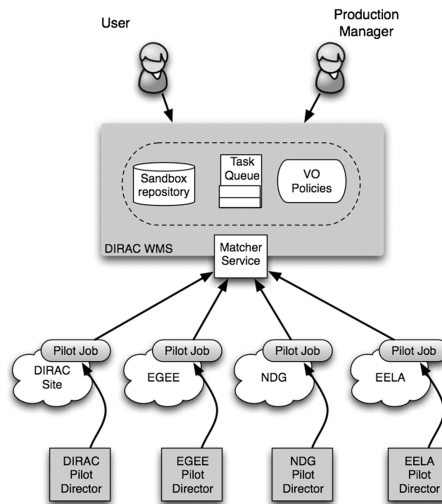 User
Production
Manager
Sandbox
repository
Task
Queue
VO
Policies
DIRAC WMS
Matcher
Service
Pilot Job
Pilot Job
Pilot Job
Pilot Job
DIRAC
Site
EGEE
NDG
EELA
DIRAC
Pilot
Director
EGEE
Pilot
Director
NDG
Pilot
Director
EELA
Pilot
Director